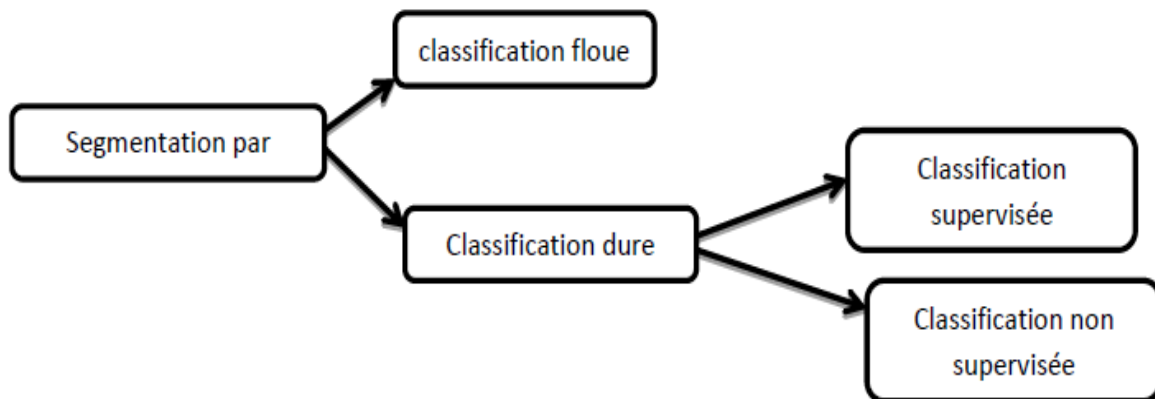 classification floue
Segmentation par
Classification
supervisée
Classification dure
Classification non
supervisée